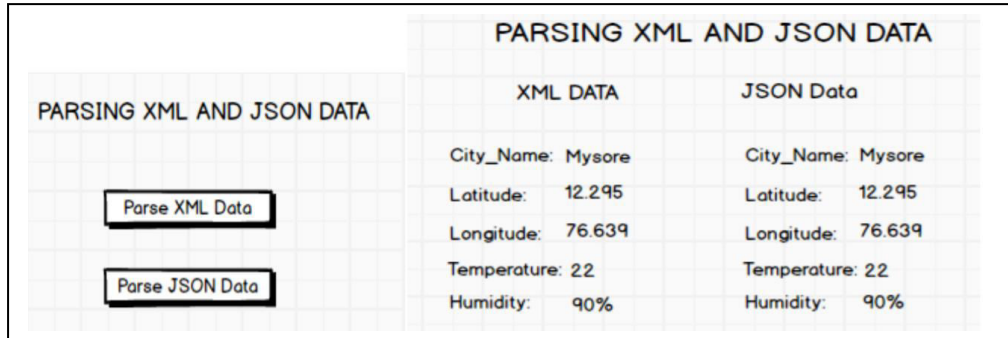 PARSING XML AND JSON DATA
Parse XML Data
Parse JSON Data
PARSING XML AND JSON DATA
XML DATA JSON Data
City_Name: Mysore City_Name: Mysore
Latitude: 12.295 Latitude: 12.295
Longitude: 76.639 Longitude: 76.639
Temperature: 22 Temperature: 22
Humidity: 90% Humidity: 90%